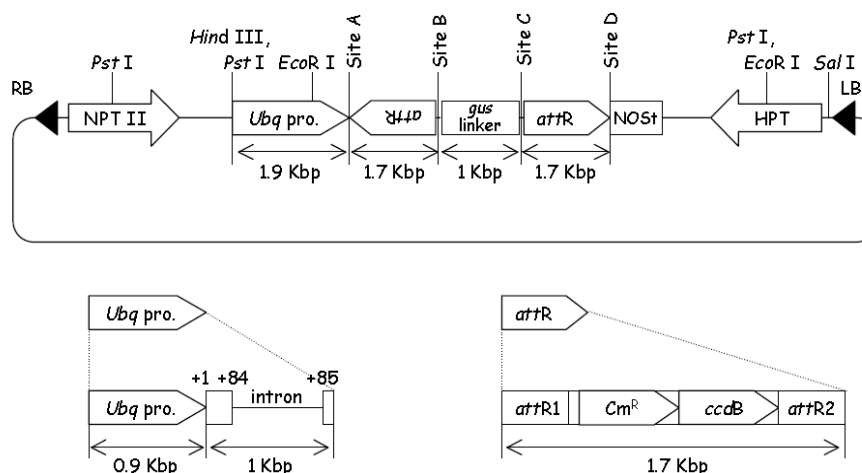 Hind III,
Pst I
Pst I
EcoR I
Site A
Site B
Site C
Site D
Pst I,
EcoR I
Sal I
RB
LB
NPT II
Ubq pro.
attR
gus
linker
attR
NOSt
HPT
1.9 Kbp
1.7 Kbp
1 Kbp
1.7 Kbp
Ubq pro.
attR
+1 +84
+85
Ubq pro.
intron
attR1
Cmᴿ
ccdB
attR2
0.9 Kbp
1 Kbp
1.7 Kbp